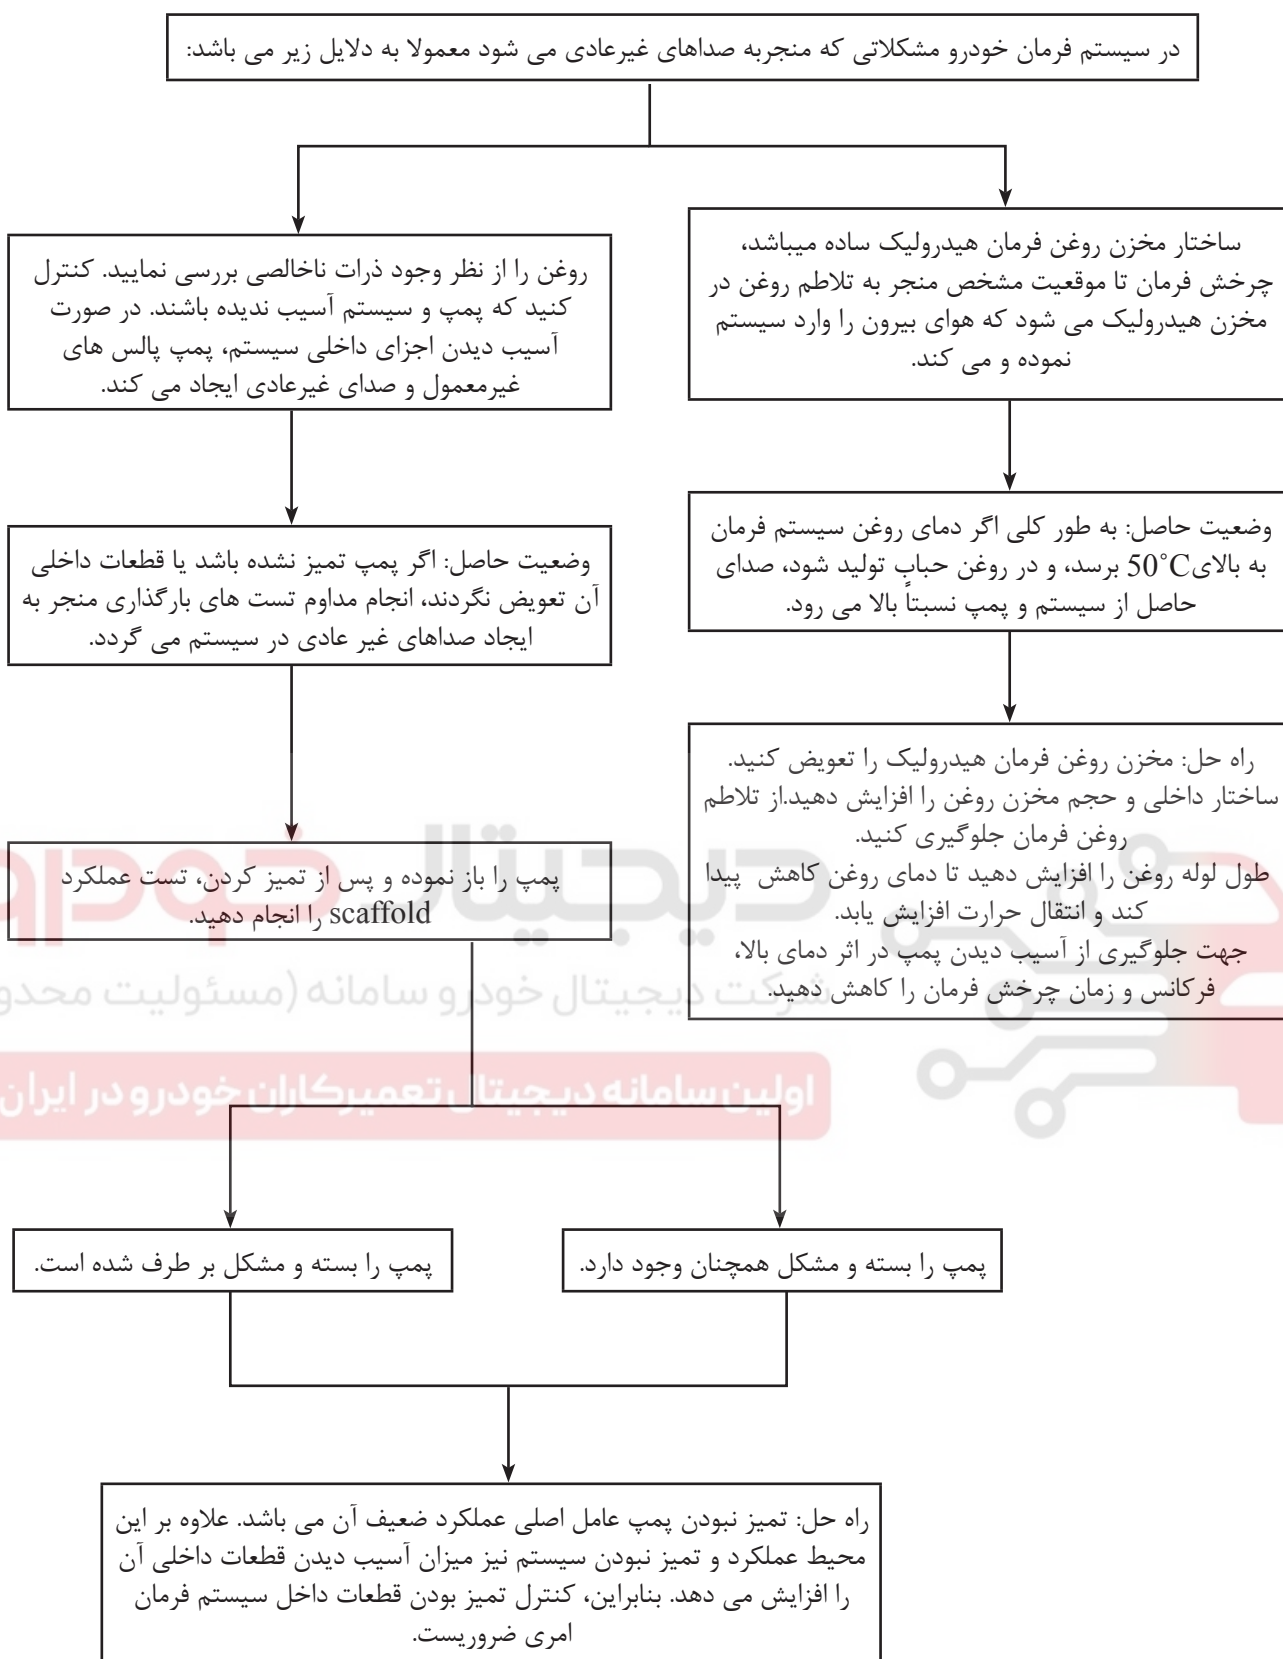 در سیستم فرمان خودرو مشکلاتی که منجربه صداهای غیرعادی می شود معمولا به دلایل زیر می باشد:
ساختار مخزن روغن فرمان هیدرولیک ساده میباشد،
چرخش فرمان تا موقعیت مشخص منجر به تلاطم روغن در
مخزن هیدرولیک می شود که هوای بیرون را وارد سیستم
نموده و می کند.
وضعیت حاصل: به طور کلی اگر دمای روغن سیستم فرمان
به بالای50°C برسد، و در روغن حباب تولید شود، صدای
حاصل از سیستم و پمپ نسبتاً بالا می رود.
راه حل: مخزن روغن فرمان هیدرولیک را تعویض کنید.
ساختار داخلی و حجم مخزن روغن را افزایش دهید.از تلاطم
روغن فرمان جلوگیری کنید.
طول لوله روغن را افزایش دهید تا دمای روغن کاهش پیدا
کند و انتقال حرارت افزایش یابد.
جهت جلوگیری از آسیب دیدن پمپ در اثر دمای بالا،
فرکانس و زمان چرخش فرمان را کاهش دهید.
روغن را از نظر وجود ذرات ناخالصی بررسی نمایید. کنترل
کنید که پمپ و سیستم آسیب ندیده باشند. در صورت
آسیب دیدن اجزای داخلی سیستم، پمپ پالس های
غیرمعمول و صدای غیرعادی ایجاد می کند.
وضعیت حاصل: اگر پمپ تمیز نشده باشد یا قطعات داخلی
آن تعویض نگردند، انجام مداوم تست های بارگذاری منجر به
ایجاد صداهای غیر عادی در سیستم می گردد.
پمپ را باز نموده و پس از تمیز کردن، تست عملکرد
scaffold را انجام دهید.
دیجیتال خودرو
شرکت دیجیتال خودرو سامانه (مسئولیت محدو
اولین سامانه دیجیتال تعمیرکاران خودرو در ایران
پمپ را بسته و مشکل همچنان وجود دارد.
پمپ را بسته و مشکل بر طرف شده است.
راه حل: تمیز نبودن پمپ عامل اصلی عملکرد ضعیف آن می باشد. علاوه بر این
محیط عملکرد و تمیز نبودن سیستم نیز میزان آسیب دیدن قطعات داخلی آن
را افزایش می دهد. بنابراین، کنترل تمیز بودن قطعات داخل سیستم فرمان
امری ضروریست.